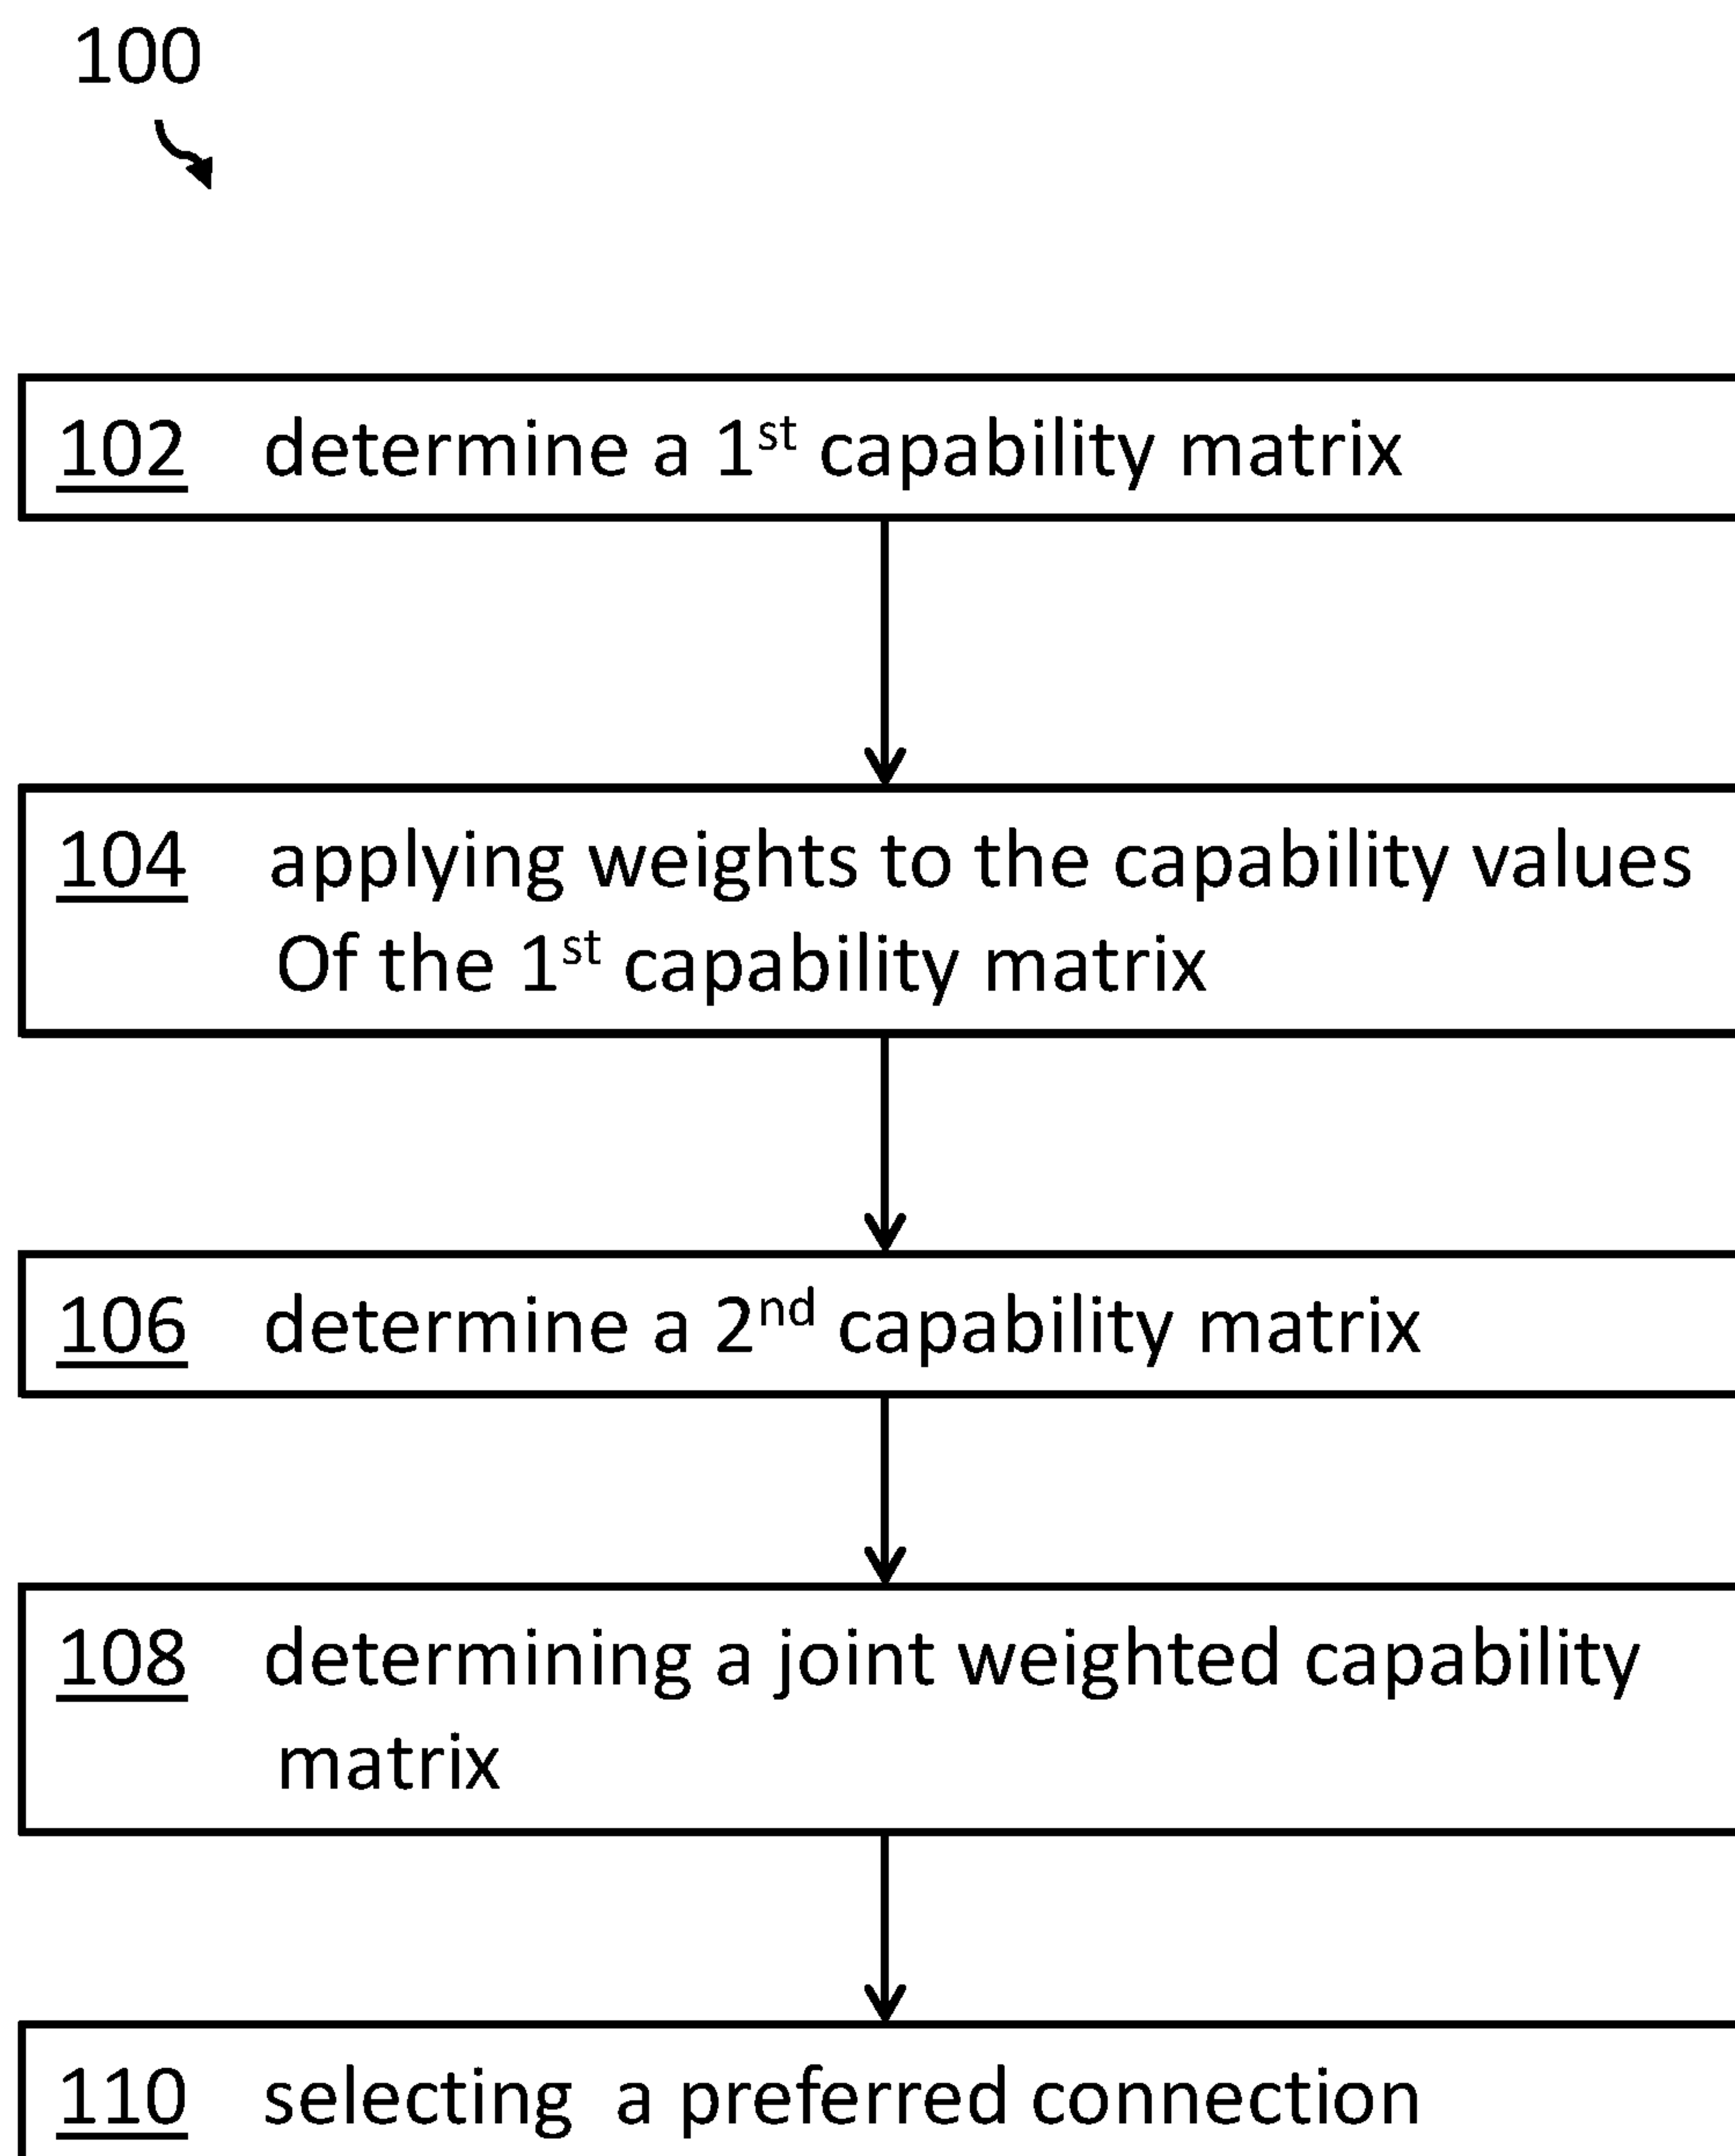 100
102 determine a 1st capability matrix
104 applying weights to the capability values
Of the 1st capability matrix
106 determine a 2nd capability matrix
108 determining a joint weighted capability
matrix
110 selecting a preferred connection